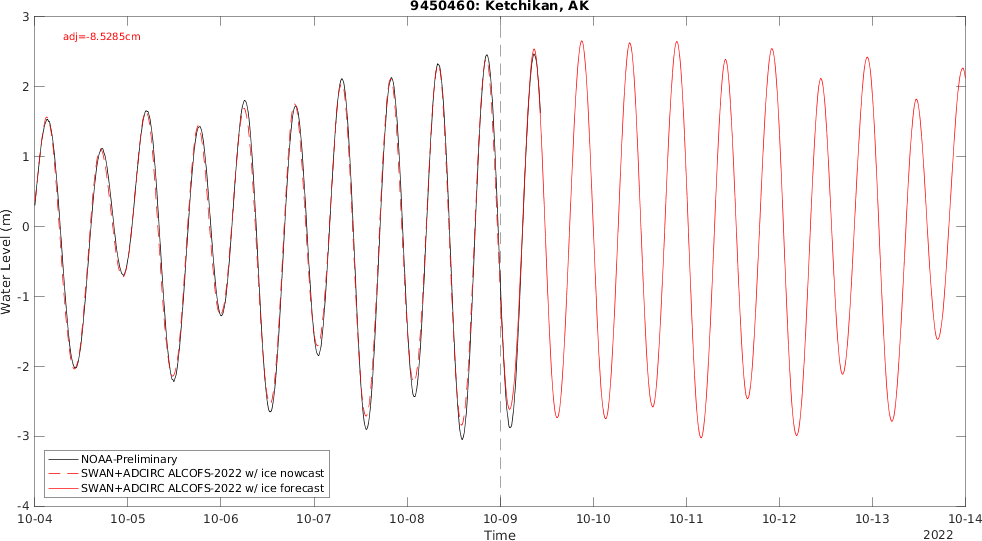 9450460: Ketchikan, AK
adj=-8.5285cm
Water Level (m)
3
2
1
0
-1
-2
-3
-4
NOAA-Preliminary
SWAN+ADCIRC ALCOFS-2022 w/ ice nowcast
SWAN+ADCIRC ALCOFS-2022 w/ ice forecast
10-04 10-05 10-06 10-07 10-08 10-09 10-10 10-11 10-12 10-13 10-14
Time
2022